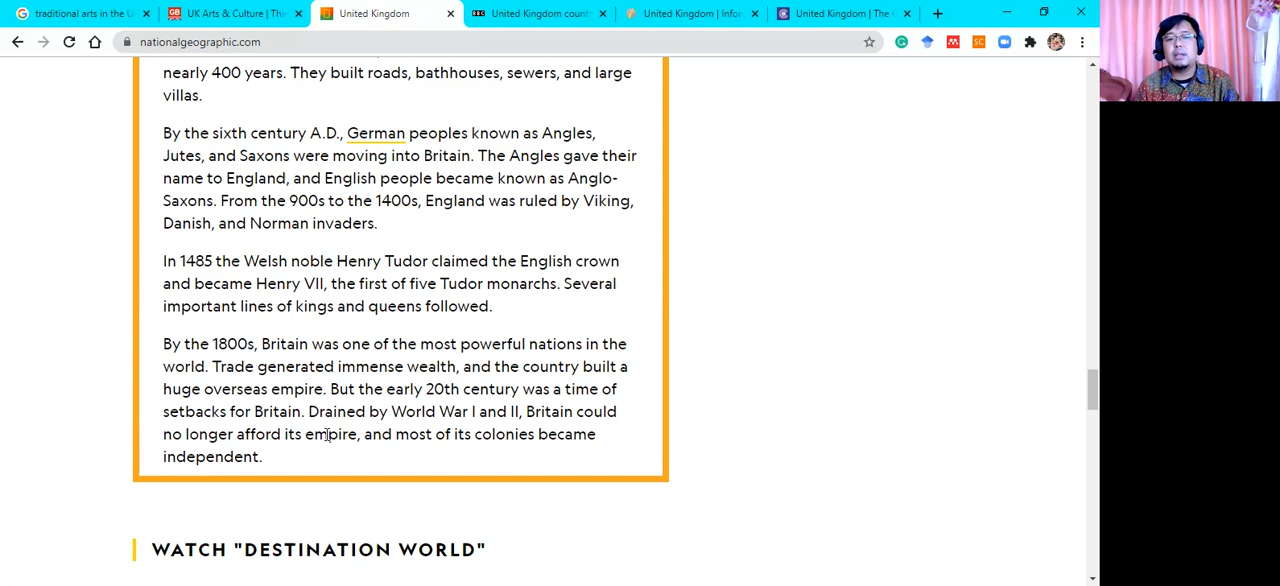 traditional arts in the U
UK Arts & Culture | Thi
United Kingdom
United Kingdom count
United Kingdom | Infor
United Kingdom | The
nationalgeographic.com
nearly 400 years. They built roads, bathhouses, sewers, and large
villas.
By the sixth century A.D., German peoples known as Angles,
Jutes, and Saxons were moving into Britain. The Angles gave their
name to England, and English people became known as Anglo-
Saxons. From the 900s to the 1400s, England was ruled by Viking,
Danish, and Norman invaders.
In 1485 the Welsh noble Henry Tudor claimed the English crown
and became Henry VII, the first of five Tudor monarchs. Several
important lines of kings and queens followed.
By the 1800s, Britain was one of the most powerful nations in the
world. Trade generated immense wealth, and the country built a
huge overseas empire. But the early 20th century was a time of
setbacks for Britain. Drained by World War I and II, Britain could
no longer afford its empire, and most of its colonies became
independent.
WATCH "DESTINATION WORLD"